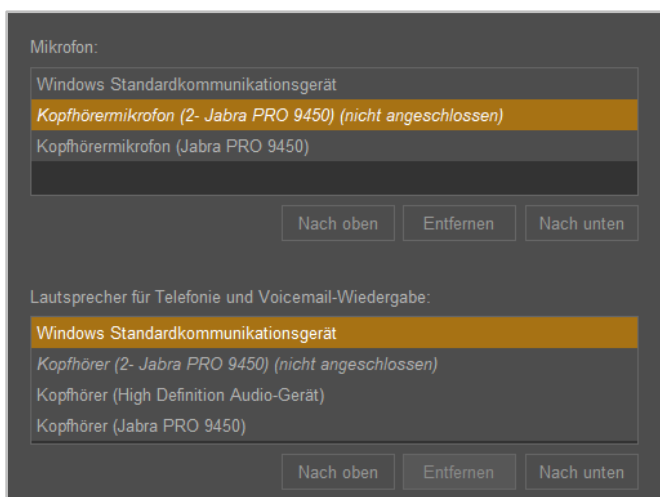 Mikrofon:
Windows Standardkommunikationsgerät
Kopfhörermikrofon (2- Jabra PRO 9450) (nicht angeschlossen)
Kopfhörermikrofon (Jabra PRO 9450)
Nach oben Entfernen Nach unten
Lautsprecher für Telefonie und Voicemail-Wiedergabe:
Windows Standardkommunikationsgerät
Kopfhörer (2- Jabra PRO 9450) (nicht angeschlossen)
Kopfhörer (High Definition Audio-Gerät)
Kopfhörer (Jabra PRO 9450)
Nach oben Entfernen Nach unten